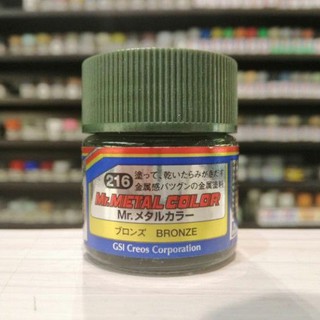 216
塗って、乾いたらみがきだす
金属感バツグンの金属塗料
MR.METAL COLOR
Mr.メタルカラー
ブロンズ BRONZE
GSI Creos Corporation